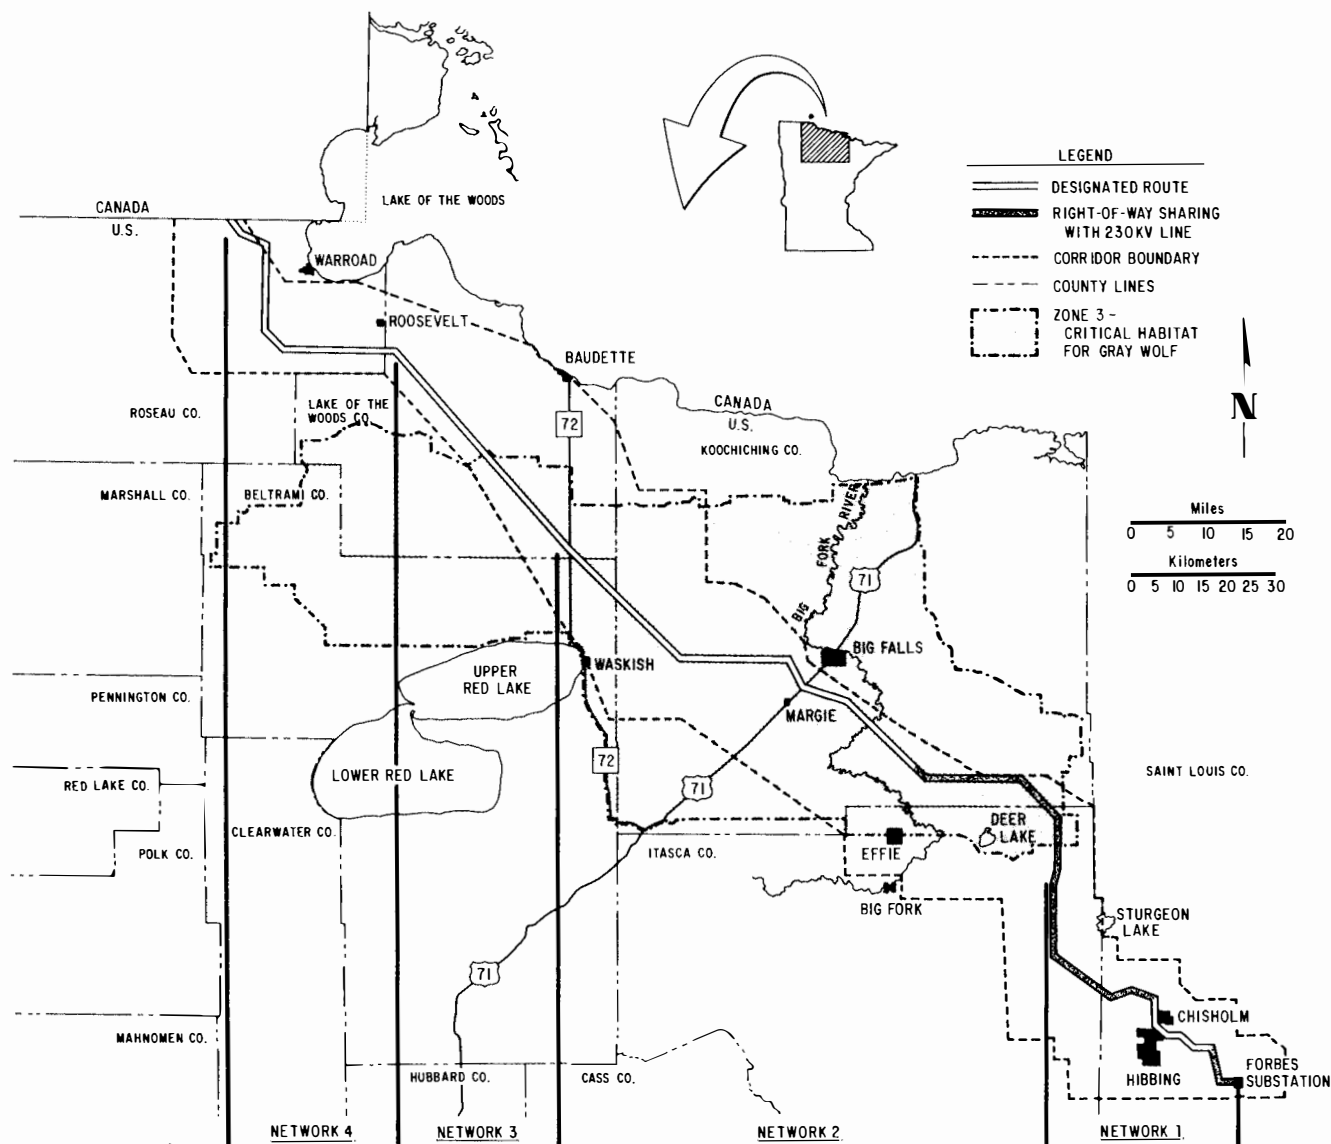 LEGEND
DESIGNATED ROUTE
RIGHT-OF-WAY SHARING
WITH 230KV LINE
CORRIDOR BOUNDARY
COUNTY LINES
ZONE 3-
CRITICAL HABITAT
FOR GRAY WOLF
N
Miles
0 5 10 15 20
Kilometers
0 5 10 15 20 25 30
CANADA
U.S.
LAKE OF THE WOODS
WARROAD
ROOSEVELT
BAUDETTE
ROSEAU CO.
LAKE OF THE
WOODS CO.
72
CANADA
U.S.
KOOCHICHING CO.
MARSHALL CO.
BELTRAMI CO.
BIG FORK RIVER
71
BIG FALLS
WASKISH
UPPER
RED LAKE
PENNINGTON CO.
MARGIE
72
LOWER RED LAKE
71
RED LAKE CO.
SAINT LOUIS CO.
CLEARWATER CO.
POLK CO.
ITASCA CO.
EFFIE
DEER
LAKE
BIG FORK
STURGEON
LAKE
71
CHISHOLM
MAHNOMEN CO.
HUBBARD CO.
CASS CO.
HIBBING
FORBES
SUBSTATION
NETWORK 4
NETWORK 3
NETWORK 2
NETWORK 1